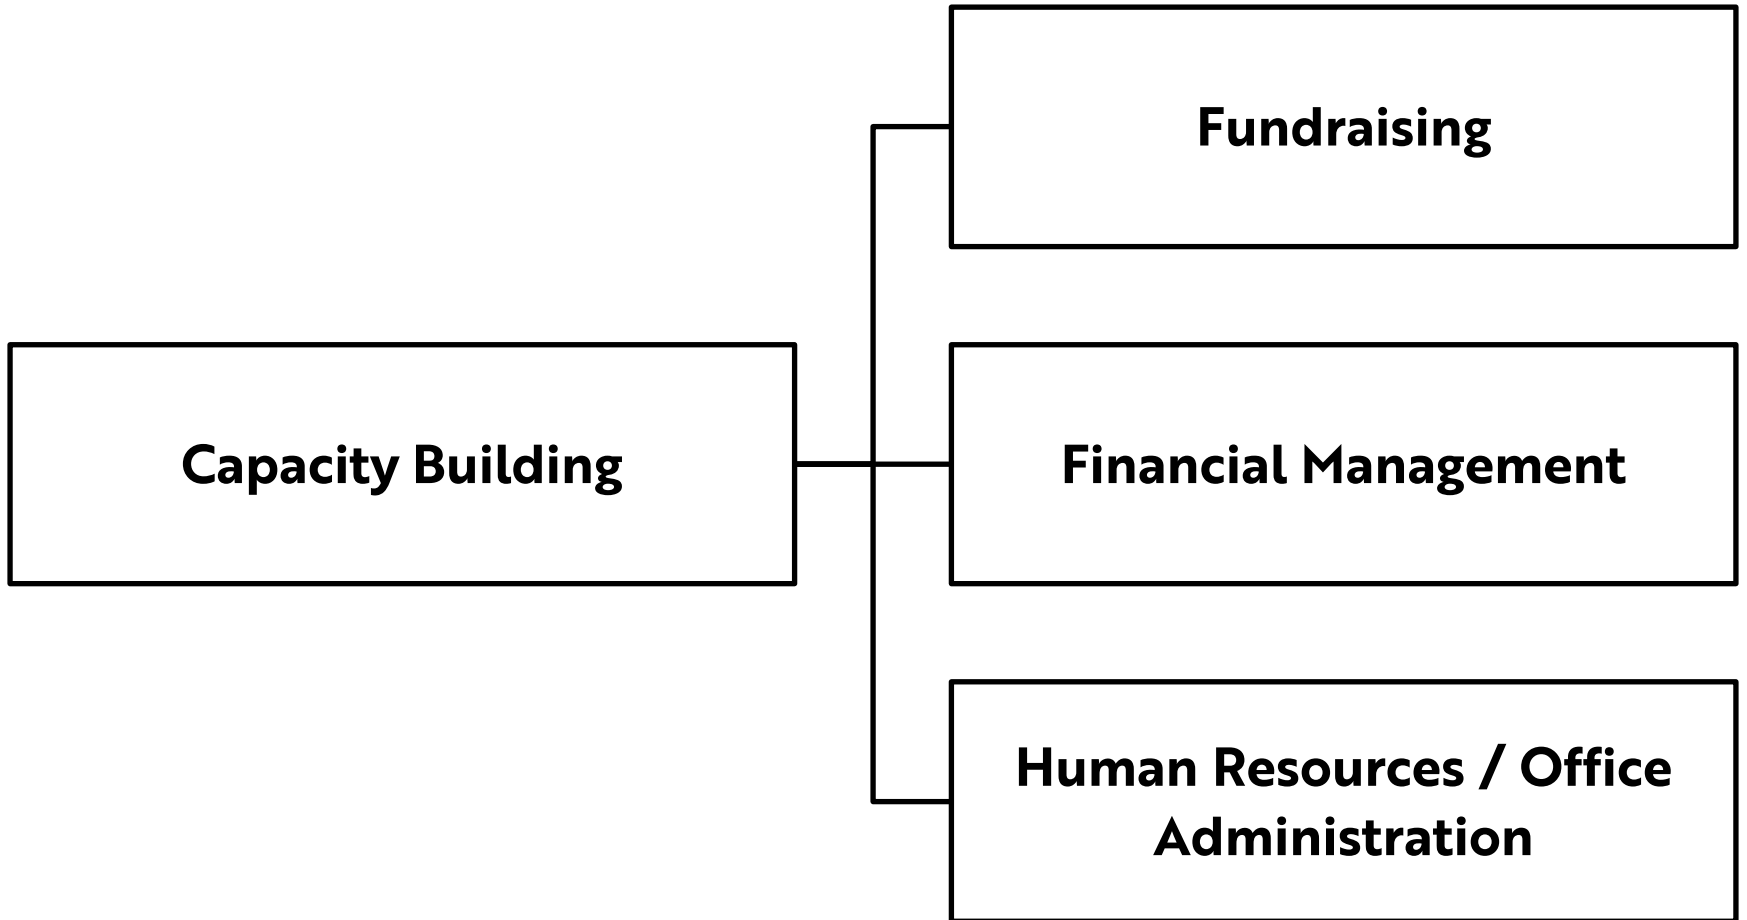 Fundraising
Capacity Building
Financial Management
Human Resources / Office
Administration